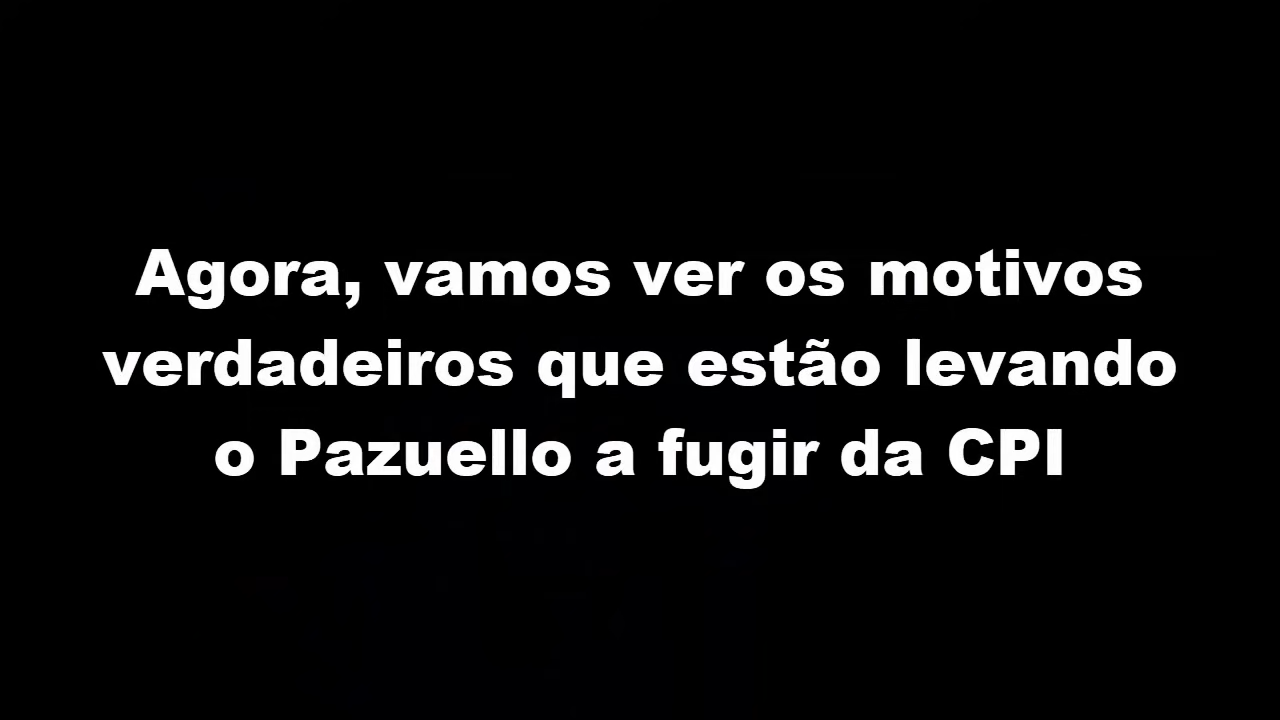 Agora, vamos ver os motivos
verdadeiros que estão levando
o Pazuello a fugir da CPI